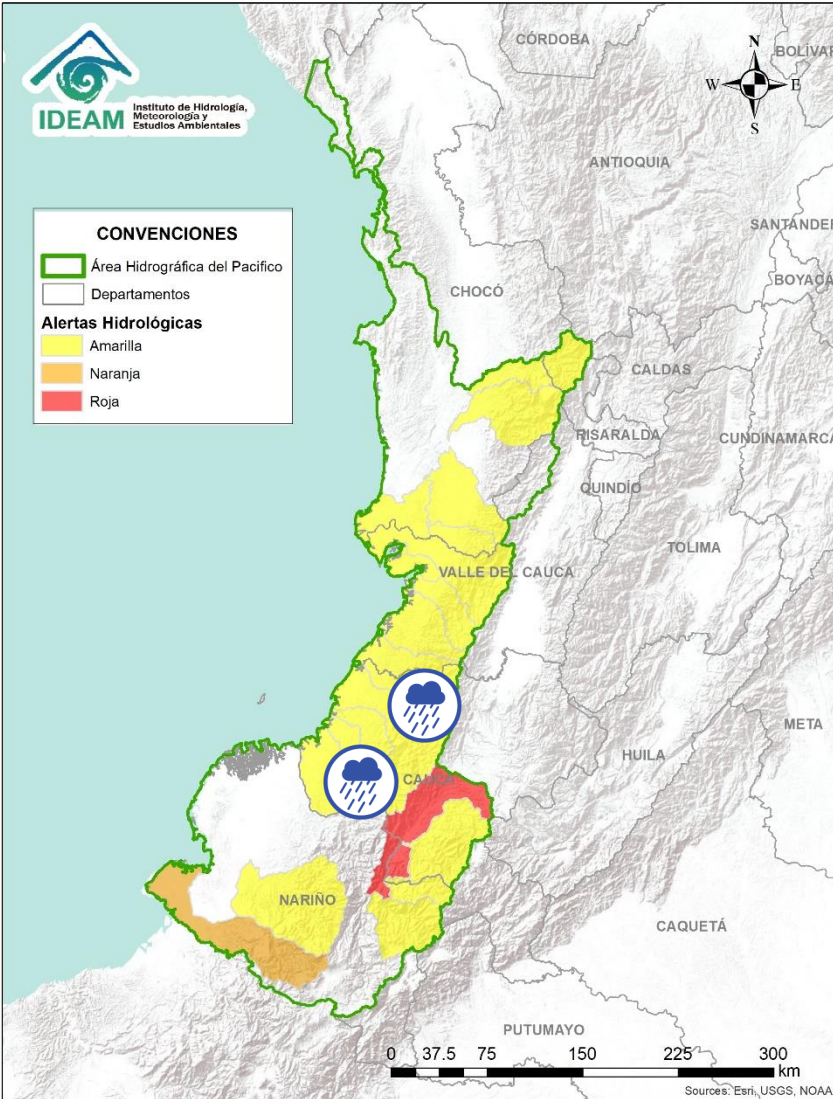 IDEAM
Instituto de Hidrología,
Meteorología y
Estudios Ambientales
CÓRDOBA
BOLÍVAR
N
W
E
S
ANTIOQUIA
SANTANDER
BOYACÁ
CONVENCIONES
Área Hidrográfica del Pacifico
Departamentos
Alertas Hidrológicas
Amarilla
Naranja
Roja
CHOCÓ
CALDAS
RISARALDA
CUNDINAMARCA
QUINDÍO
TOLIMA
VALLE DEL CAUCA
META
HUILA
CAUCA
NARIÑO
CAQUETÁ
PUTUMAYO
0 37.5 75 150 225 300
km
Sources: Esri, USGS, NOAA